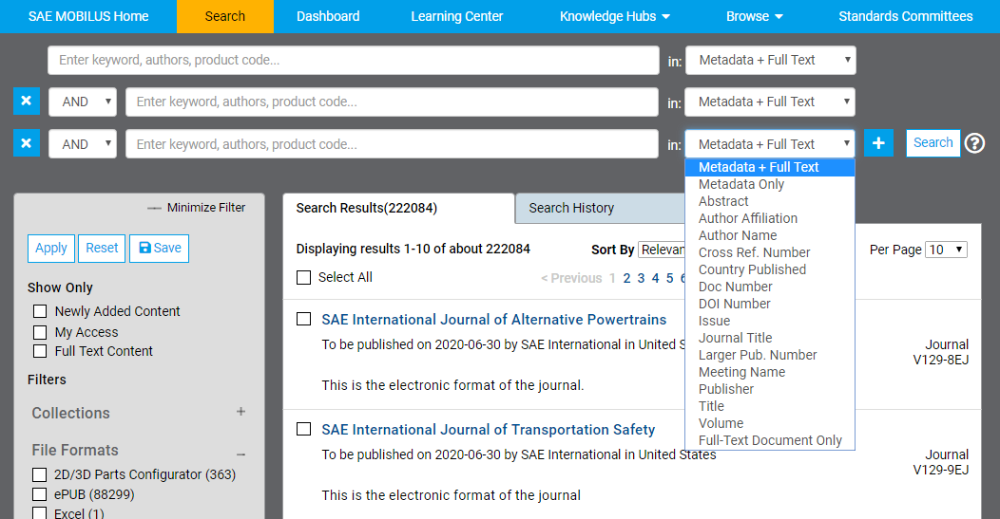 SAE MOBILUS Home Search Dashboard Learning Center Knowledge Hubs Browse Standards Committees
Enter keyword, authors, product code... in: Metadata + Full Text
AND Enter keyword, authors, product code... in: Metadata + Full Text
AND Enter keyword, authors, product code... in: Metadata + Full Text + Search ?
Metadata + Full Text
Metadata Only
Abstract
Author Affiliation
Author Name
Cross Ref. Number
Country Published
Doc Number
DOI Number
Issue
Journal Title
Larger Pub. Number
Meeting Name
Publisher
Title
Volume
Full-Text Document Only
Minimize Filter
Apply Reset Save
Show Only
Newly Added Content
My Access
Full Text Content
Filters
Collections +
File Formats
2D/3D Parts Configurator (363)
ePUB (88299)
Excel (1)
Search Results(222084) Search History
Displaying results 1-10 of about 222084 Sort By Relevan Per Page 10
Select All < Previous 1 2 3 4 5
SAE International Journal of Alternative Powertrains
To be published on 2020-06-30 by SAE International in United S
Journal
V129-8EJ
This is the electronic format of the journal.
SAE International Journal of Transportation Safety
To be published on 2020-06-30 by SAE International in United States
Journal
V129-9EJ
This is the electronic format of the journal